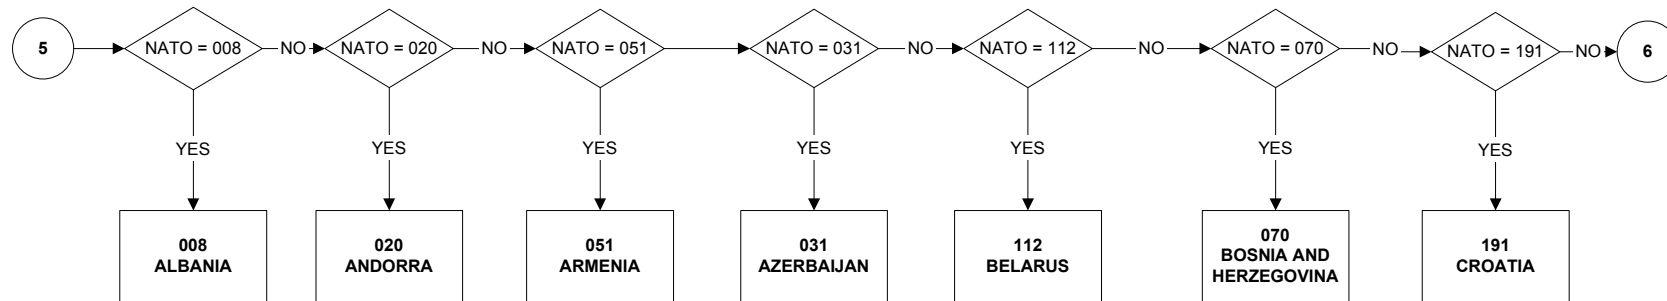 5 NATO = 008 NO NATO = 020 NO NATO = 051 NATO = 031 NO NATO = 112 NO NATO = 070 NO NATO = 191 NO 6
YES YES YES YES YES YES YES
008 020 051 031 112 070 191
ALBANIA ANDORRA ARMENIA AZERBAIJAN BELARUS BOSNIA AND CROATIA
HERZEGOVINA